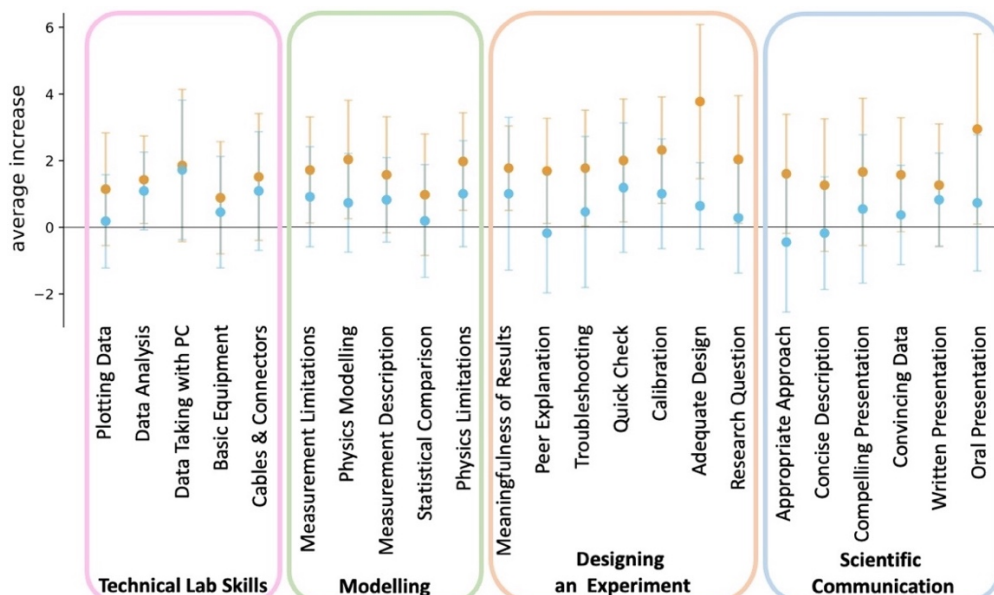 average increase
6
4
2
0
−2
Plotting Data
Data Analysis
Data Taking with PC
Basic Equipment
Cables & Connectors
Measurement Limitations
Physics Modelling
Measurement Description
Statistical Comparison
Physics Limitations
Meaningfulness of Results
Peer Explanation
Troubleshooting
Quick Check
Calibration
Adequate Design
Research Question
Appropriate Approach
Concise Description
Compelling Presentation
Convincing Data
Written Presentation
Oral Presentation
Technical Lab Skills
Modelling
Designing
an Experiment
Scientific
Communication